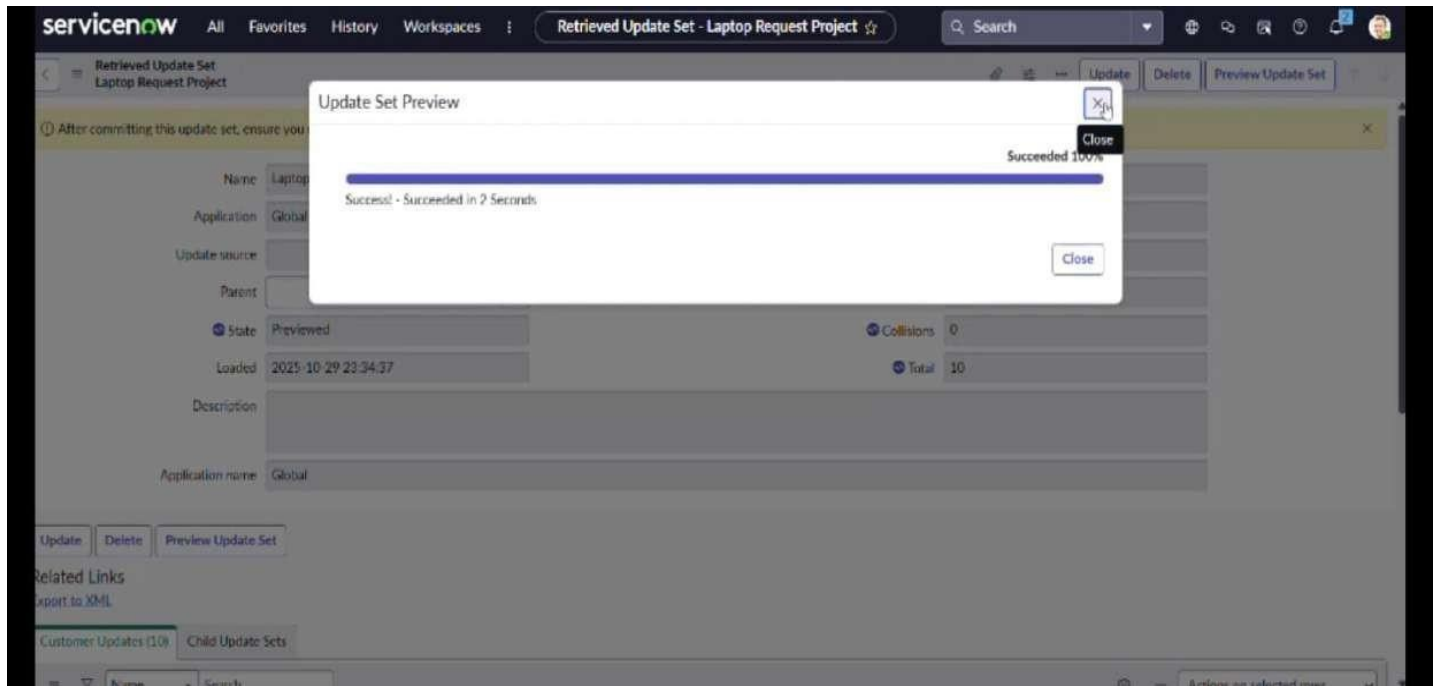 servicenow All Favorites History Workspaces Retrieved Update Set - Laptop Request Project Search 2
Retrieved Update Set
Laptop Request Project
Update Delete Preview Update Set
Update Set Preview
After committing this update set, ensure you
Close
Succeeded 100%
Name Laptop
Success! - Succeeded in 2 Seconds
Application Global
Update source
Close
Parent
State Previewed Collisions 0
Loaded 2025-10-29 23:34:37 Total 10
Description
Application name Global
Update Delete Preview Update Set
Related Links
Export to XML
Customer Updates (10) Child Update Sets
Name Search Actions on selected rows